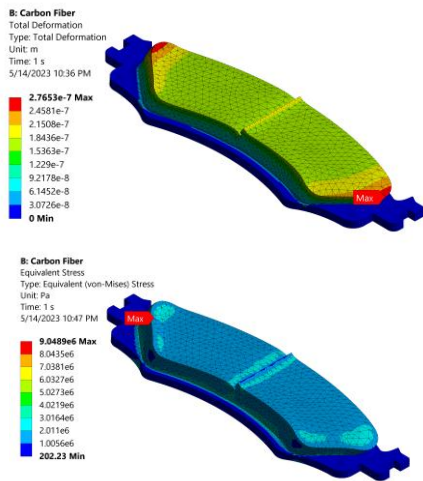 B: Carbon Fiber
Total Deformation
Type: Total Deformation
Unit: m
Time: 1 s
5/14/2023 10:36 PM
2.7653e-7 Max
2.4581e-7
2.1508e-7
1.8436e-7
1.5363e-7
1.229e-7
9.2178e-8
6.1452e-8
3.0726e-8
0 Min
Max
B: Carbon Fiber
Equivalent Stress
Type: Equivalent (von-Mises) Stress
Unit: Pa
Time: 1 s
5/14/2023 10:47 PM
Max
9.0489e6 Max
8.0435e6
7.0381e6
6.0327e6
5.0273e6
4.0219e6
3.0164e6
2.011e6
1.0056e6
202.23 Min